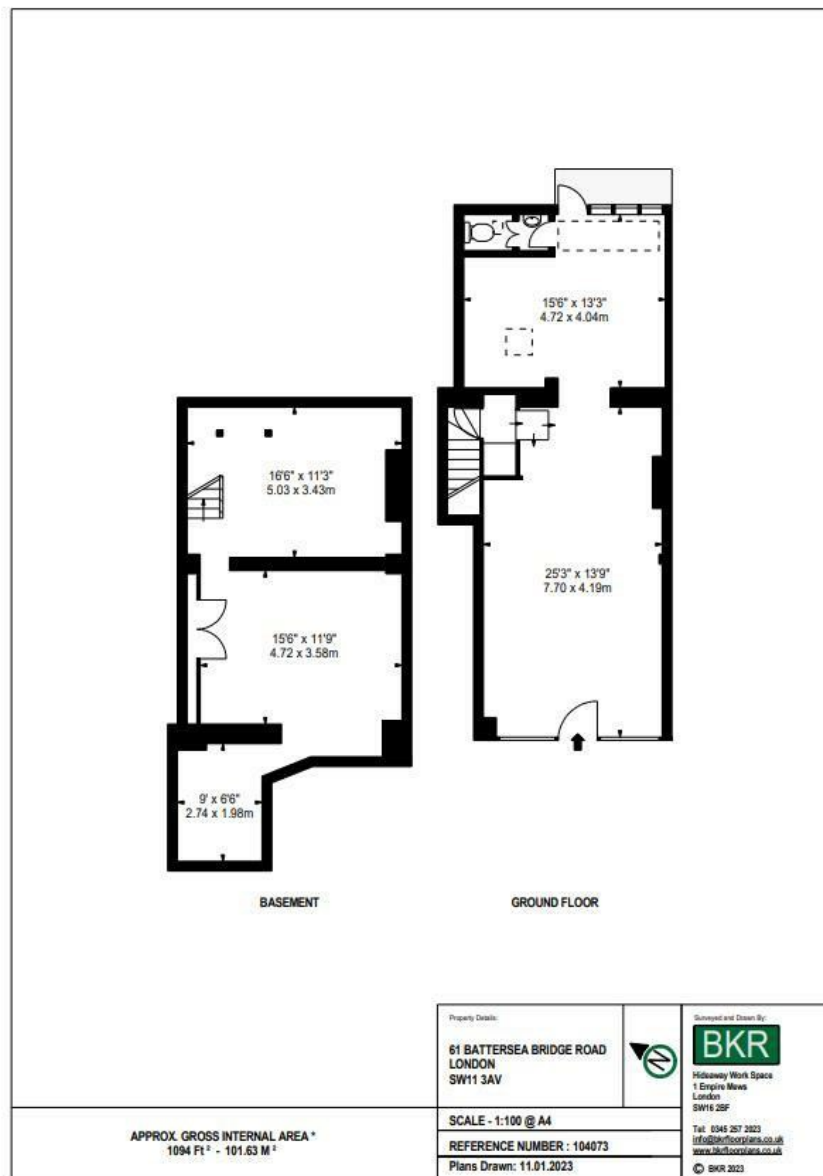 15'6" x 13'3"
4.72 x 4.04m
16'6" x 11'3"
5.03 x 3.43m
25'3" x 13'9"
7.70 x 4.19m
15'6" x 11'9"
4.72 x 3.58m
9' x 6'6"
2.74 x 1.98m
BASEMENT
GROUND FLOOR
Property Details:
61 BATTERSEA BRIDGE ROAD
LONDON
SW11 3AV
N
Surveyed and Drawn By:
BKR
Hideaway Work Space
1 Empire Mews
London
SW16 2BF
Tel: 0345 257 2023
info@bkrfloorplans.co.uk
www.bkrfloorplans.co.uk
© BKR 2023
SCALE - 1:100 @ A4
REFERENCE NUMBER : 104073
Plans Drawn: 11.01.2023
APPROX. GROSS INTERNAL AREA *
1094 Ft ² - 101.63 M ²